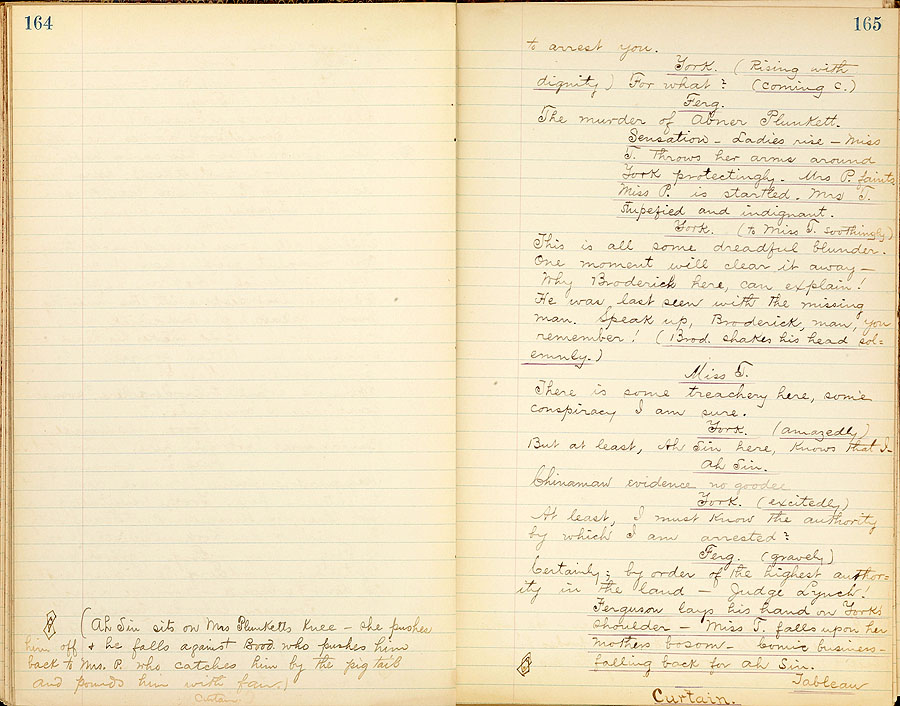 164
(Ah Sin sits on Mrs Plunketts Knee – she pushes
him off & he falls against Brod. who pushes him
back to Mrs. P. who catches him by the pig tail
and pounds him with fan.)
Curtain.
165
to arrest you.
York. (Rising with
dignity) For what? (coming C.)
Ferg.
The murder of Abner Plunkett.
Sensation – Ladies rise – Miss
T. throws her arms around
York protectingly. Mrs P. faints
Miss P. is startled. Mrs T.
stupefied and indignant.
York. (to Miss T. soothingly)
This is all some dreadful blunder.
One moment will clear it away –
Why Broderick here, can explain!
He was last seen with the missing
man. Speak up, Broderick, man, you
remember! (Brod. shakes his head sol=
emnly.)
Miss T.
There is some treachery here, some
conspiracy I am sure.
York. (amazedly)
But at least, Ah Sin here, knows that I–
Ah Sin.
Chinaman evidence no goodee
York. (excitedly)
At least, I must know the authority
by which I am arrested?
Ferg. (gravely)
Certainly; by order of the highest author=
ity in the land – Judge Lynch!
Ferguson lays his hand on Yorks
shoulder – Miss T. falls upon her
mothers bosom – Comic business–
falling back for Ah Sin.
Tableau
Curtain.